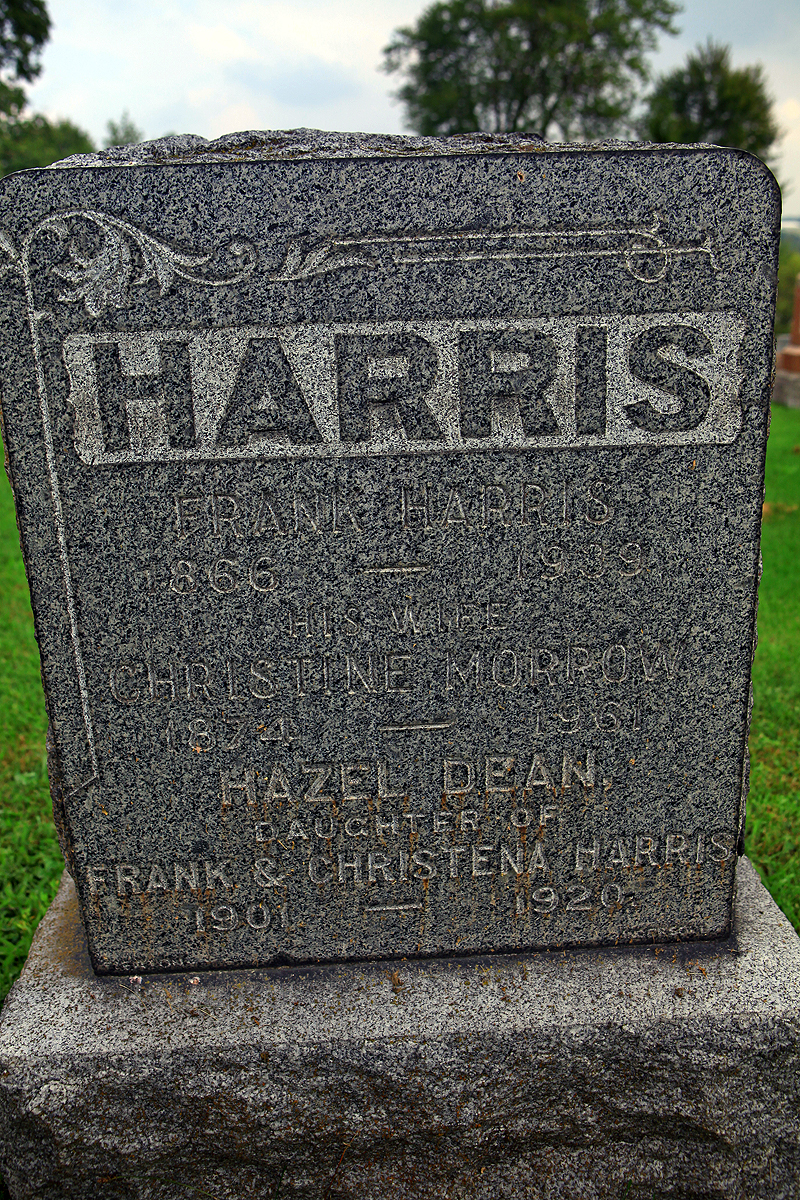 HARRIS
FRANK HARRIS
1866 — 1939
HIS WIFE
CHRISTINE MORROW
1874 — 1961
HAZEL DEAN,
DAUGHTER OF
FRANK & CHRISTENA HARRIS
1901 — 1920.